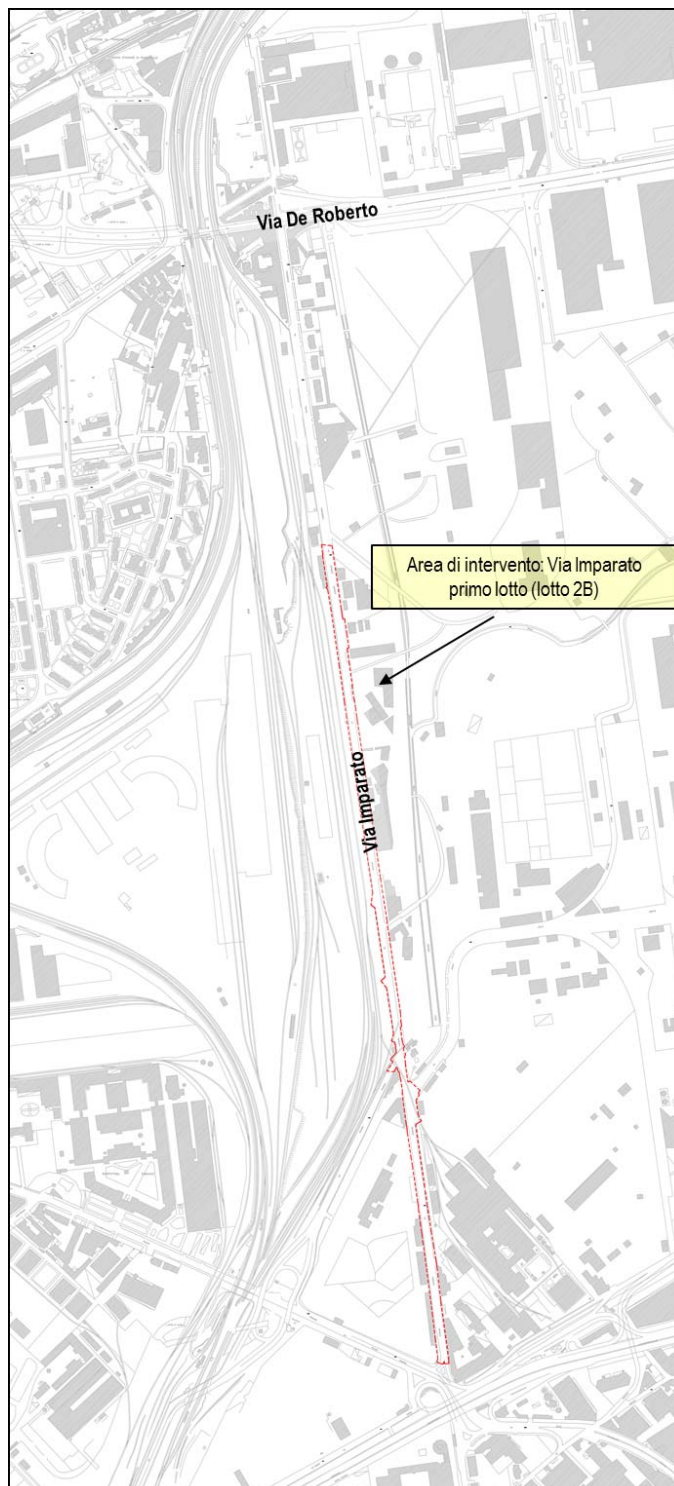 Via De Roberto
Area di intervento: Via Imparato
primo lotto (lotto 2B)
Via Imparato